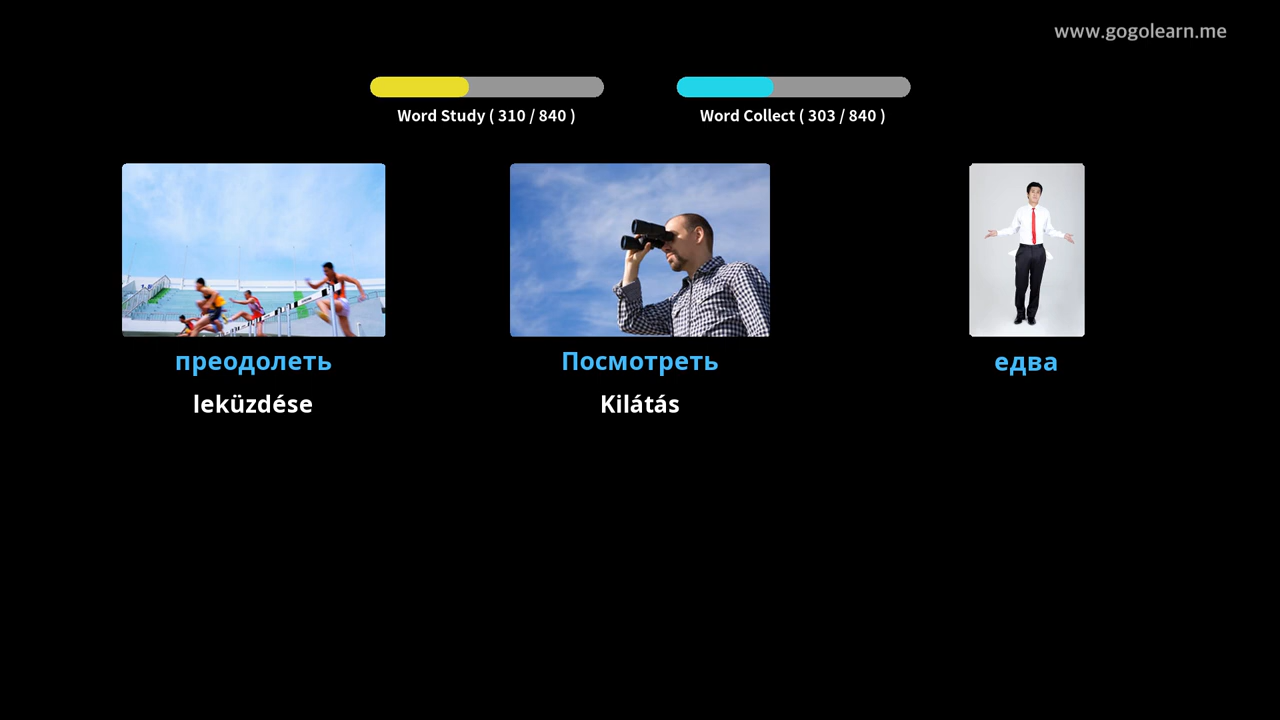 www.gogolearn.me
Word Study ( 310 / 840 )
Word Collect ( 303 / 840 )
преодолеть
Посмотреть
едва
leküzdése
Kilátás